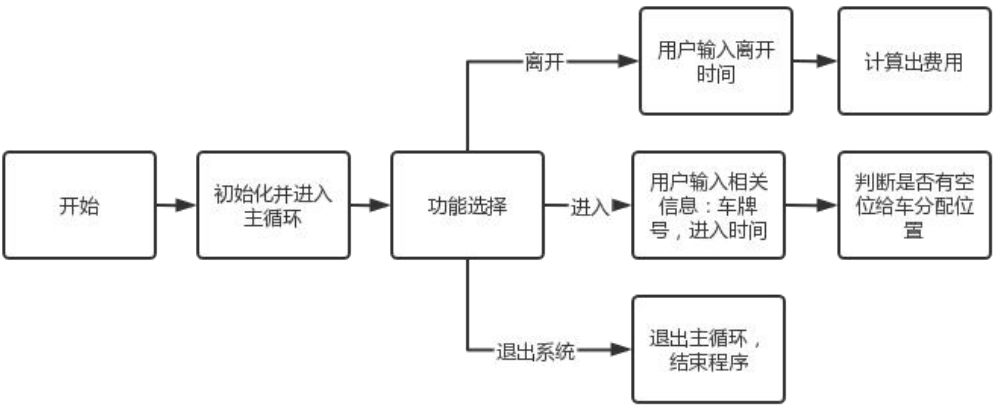 开始
初始化并进入
主循环
功能选择
离开
用户输入离开
时间
计算出费用
进入
用户输入相关
信息：车牌
号，进入时间
判断是否有空
位给车分配位
置
退出系统
退出主循环，
结束程序